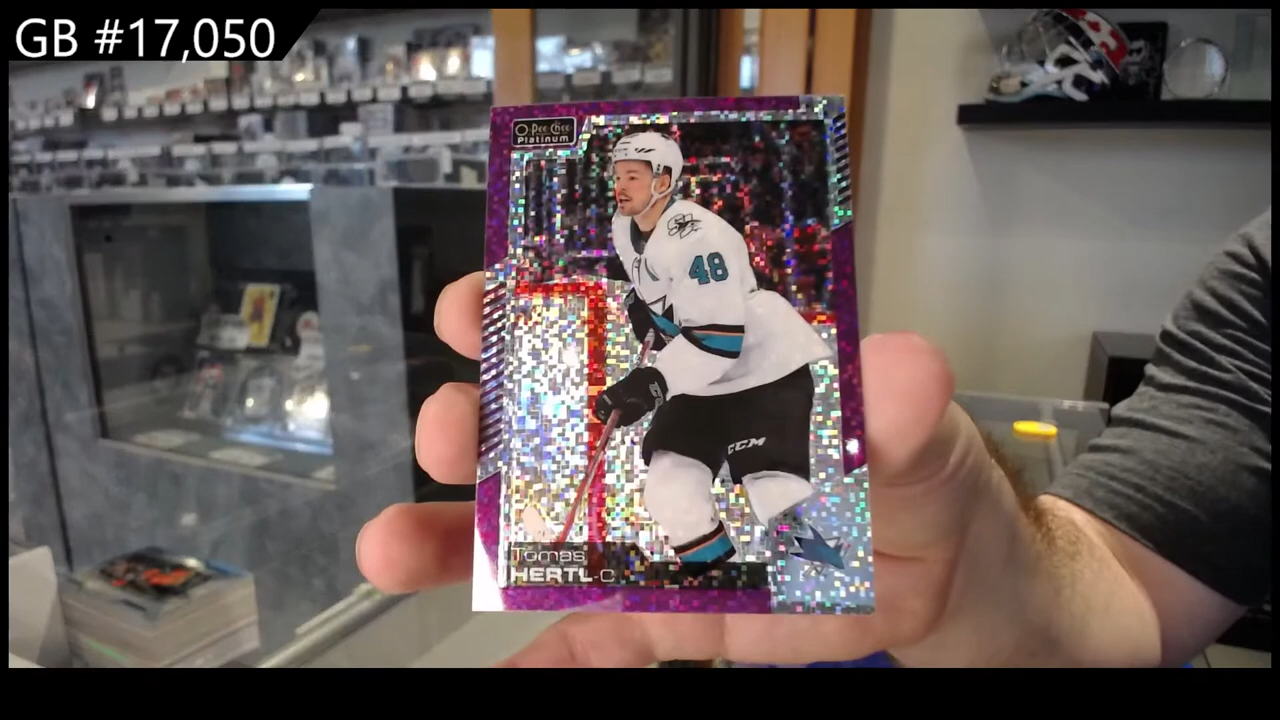 GB #17,050
O-Pee-Chee
Platinum
48
CCM
Tomas
HERTL-C